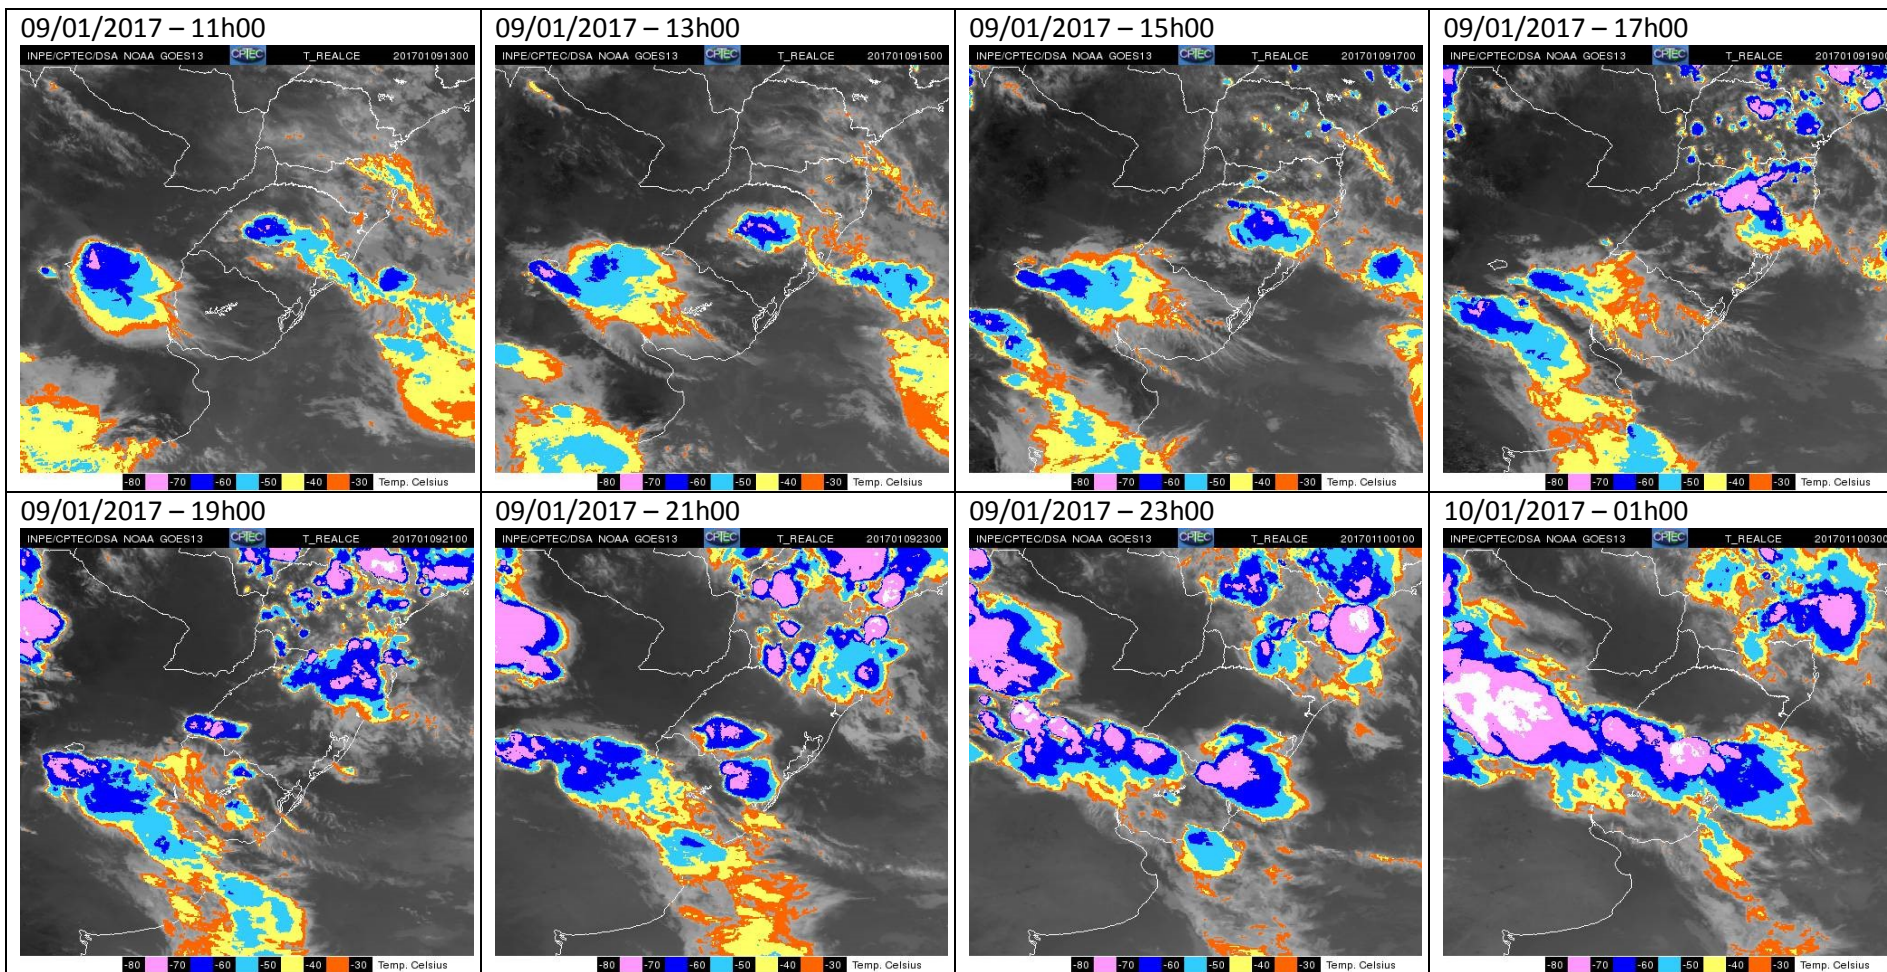 09/01/2017 – 11h00
INPE/CPTEC/DSA NOAA GOES13 CPTEC T_REALCE 201701091300
-80 -70 -60 -50 -40 -30 Temp. Celsius
09/01/2017 – 13h00
INPE/CPTEC/DSA NOAA GOES13 CPTEC T_REALCE 201701091500
-80 -70 -60 -50 -40 -30 Temp. Celsius
09/01/2017 – 15h00
INPE/CPTEC/DSA NOAA GOES13 CPTEC T_REALCE 201701091700
-80 -70 -60 -50 -40 -30 Temp. Celsius
09/01/2017 – 17h00
INPE/CPTEC/DSA NOAA GOES13 CPTEC T_REALCE 201701091900
-80 -70 -60 -50 -40 -30 Temp. Celsius
09/01/2017 – 19h00
INPE/CPTEC/DSA NOAA GOES13 CPTEC T_REALCE 201701092100
-80 -70 -60 -50 -40 -30 Temp. Celsius
09/01/2017 – 21h00
INPE/CPTEC/DSA NOAA GOES13 CPTEC T_REALCE 201701092300
-80 -70 -60 -50 -40 -30 Temp. Celsius
09/01/2017 – 23h00
INPE/CPTEC/DSA NOAA GOES13 CPTEC T_REALCE 201701100100
-80 -70 -60 -50 -40 -30 Temp. Celsius
10/01/2017 – 01h00
INPE/CPTEC/DSA NOAA GOES13 CPTEC T_REALCE 201701100300
-80 -70 -60 -50 -40 -30 Temp. Celsius